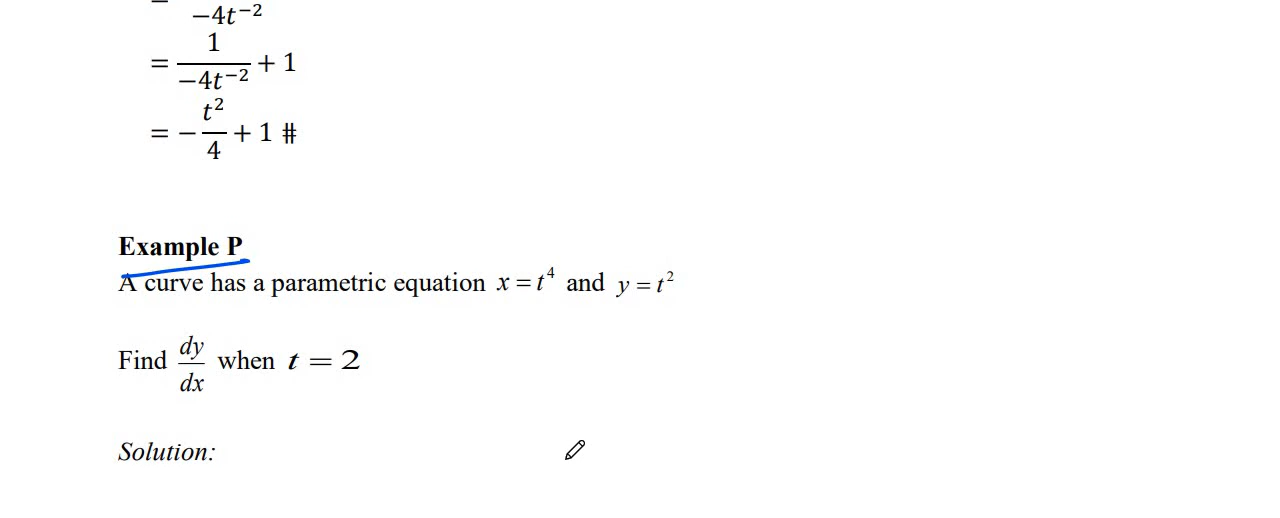 = −4t⁻²
= 1/(−4t⁻²) + 1
= − t²/4 + 1 #
Example P
A curve has a parametric equation x = t⁴ and y = t²
Find dy/dx when t = 2
Solution: